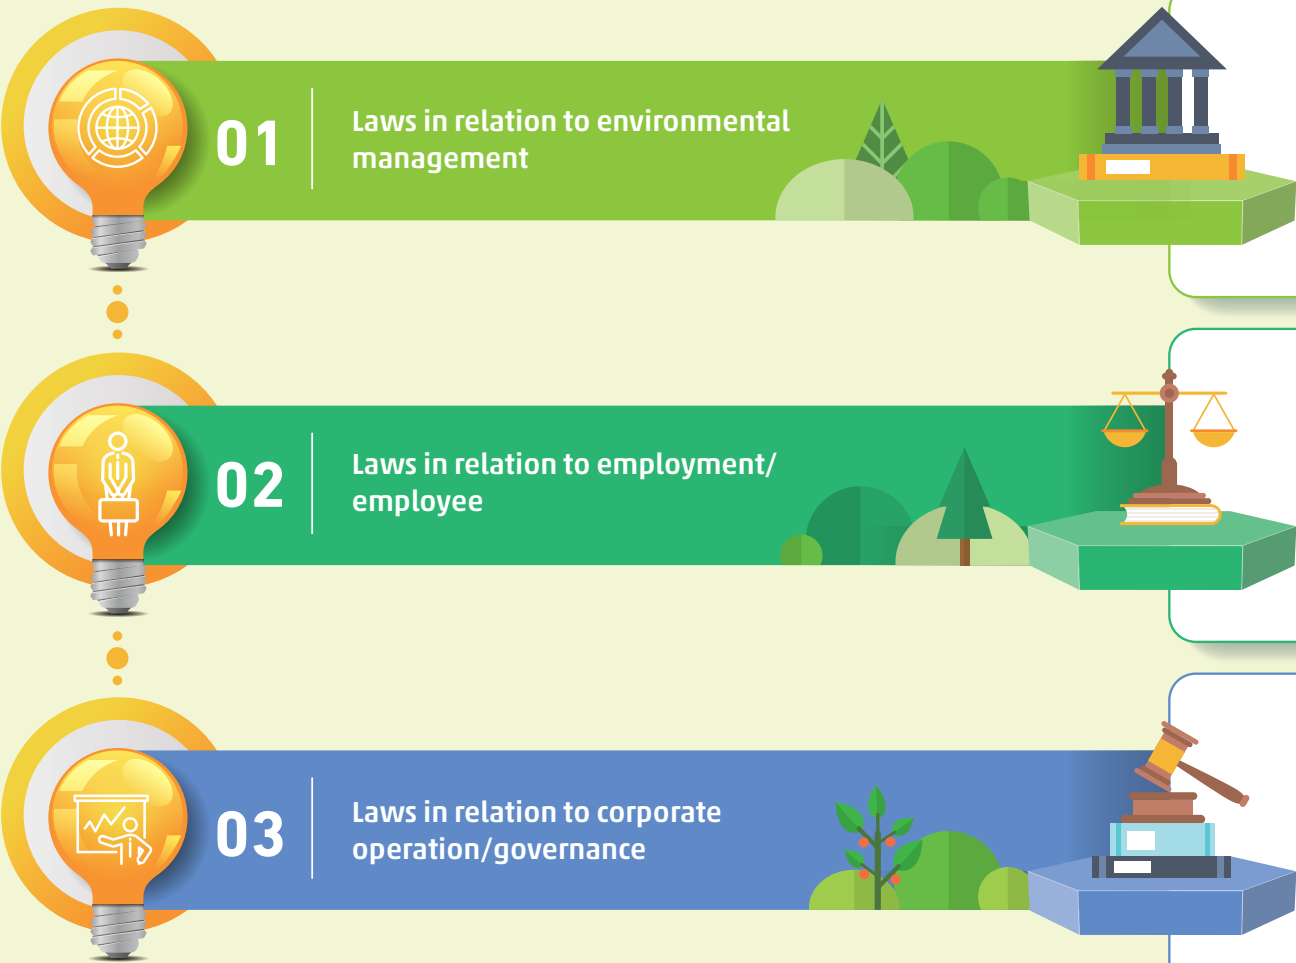 01
Laws in relation to environmental
management
02
Laws in relation to employment/
employee
03
Laws in relation to corporate
operation/governance